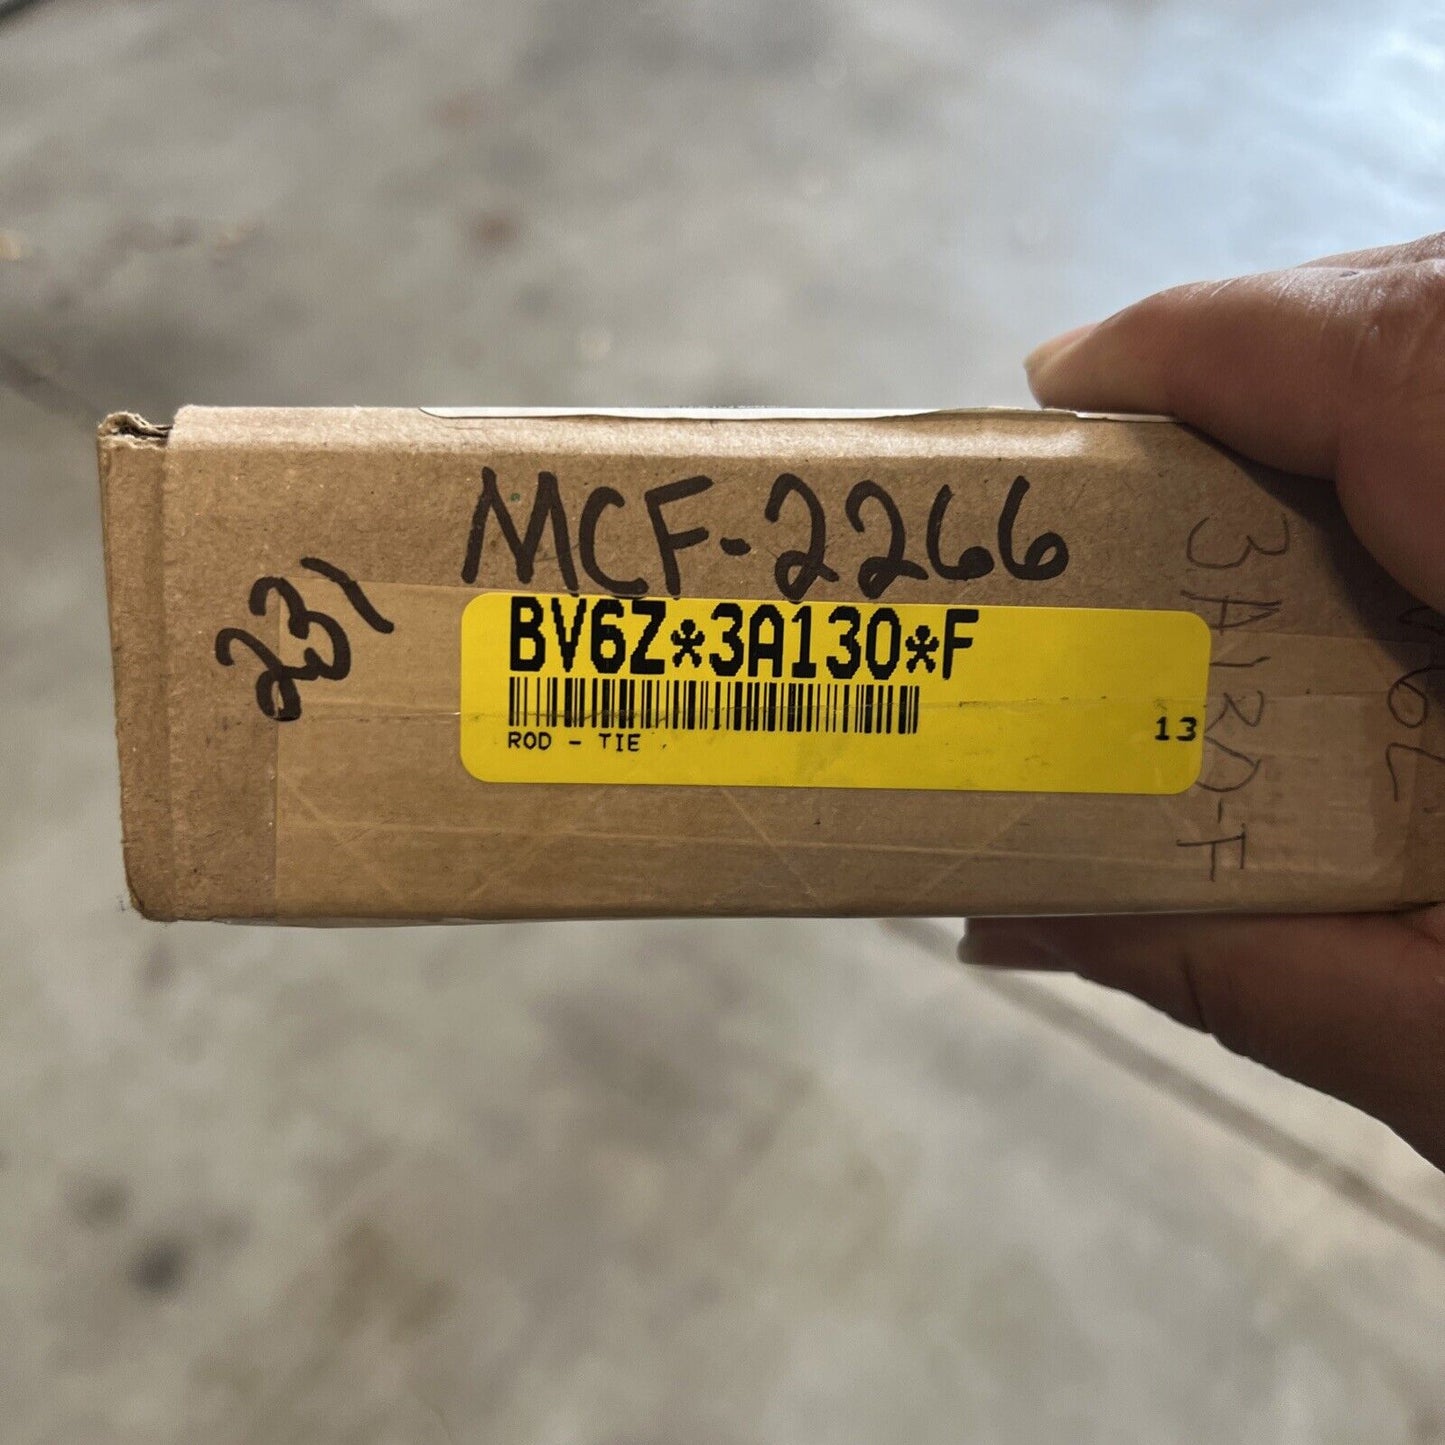 MCF-2266
231
BV6Z*3A130*F
ROD - TIE
13
3A130-F